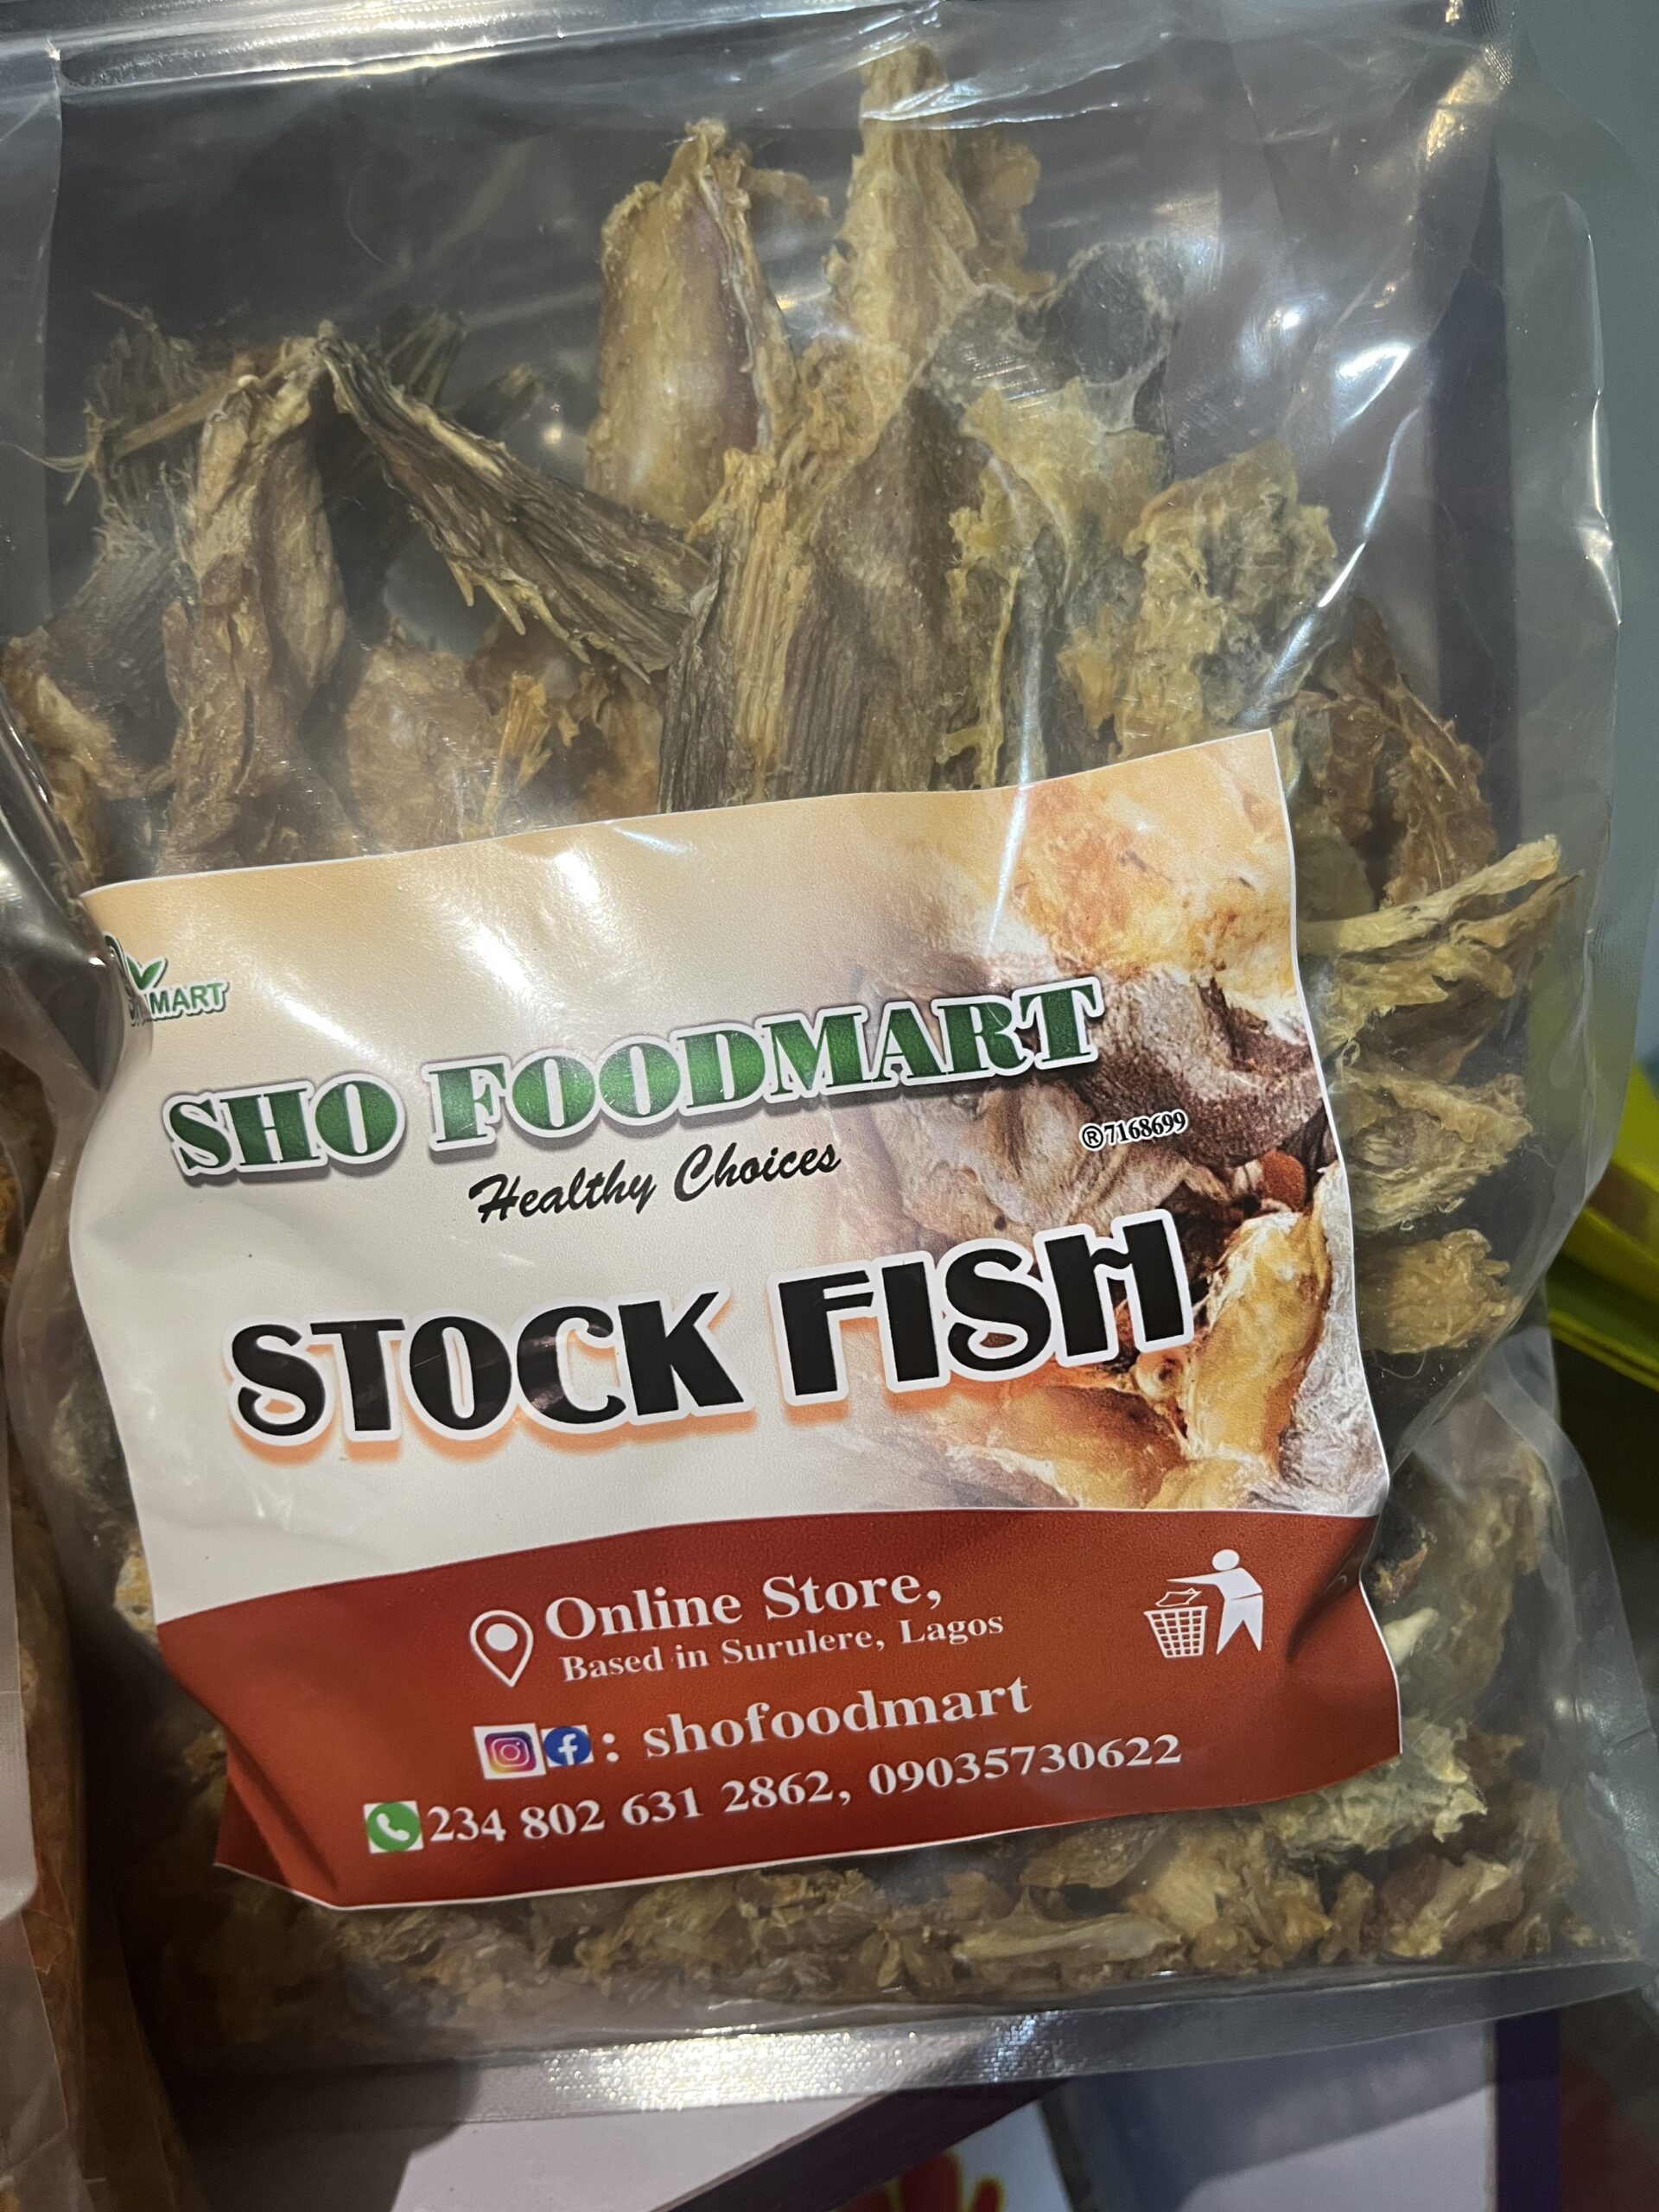 MART
SHO FOODMART
®7168699
Healthy Choices
STOCK FISH
Online Store,
Based in Surulere, Lagos
: shofoodmart
234 802 631 2862, 09035730622